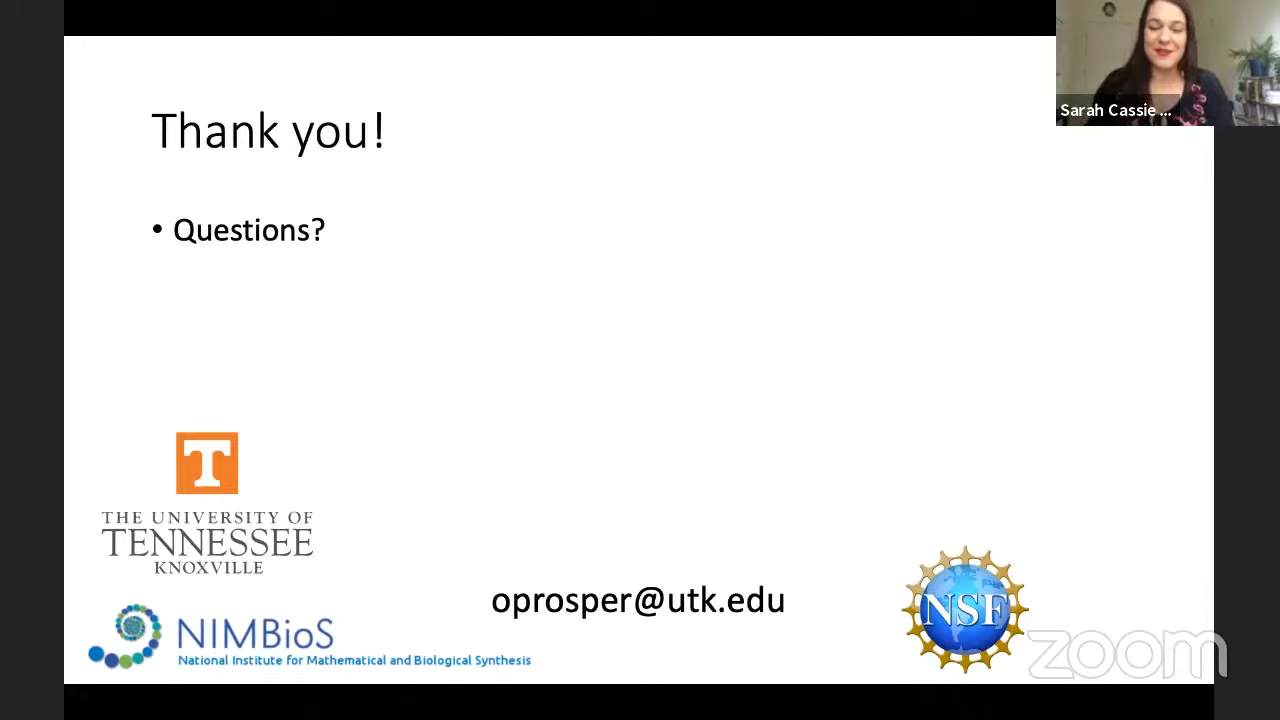 Sarah Cassie ...
Thank you!
• Questions?
T
THE UNIVERSITY OF
TENNESSEE
KNOXVILLE
oprosper@utk.edu
NSF
NIMBioS
National Institute for Mathematical and Biological Synthesis
zoom